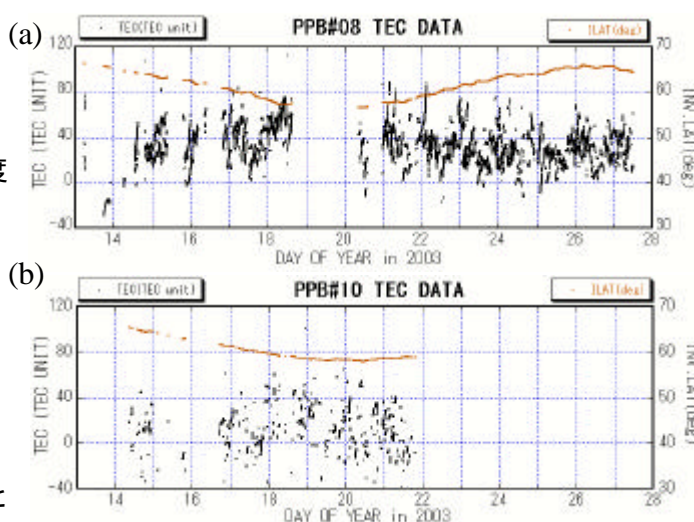 (a)
PPB#08 TEC DATA
TEC(TEC unit)
ILAT(deg)
120
80
40
0
-40
TEC (TEC UNIT)
70
60
50
40
30
INV.LAT(deg)
14 16 18 20 22 24 26 28
DAY OF YEAR in 2003
度
(b)
PPB#10 TEC DATA
TEC(TEC unit)
ILAT(deg)
120
80
40
0
-40
TEC (TEC UNIT)
70
60
50
40
30
INV.LAT(deg)
14 16 18 20 22 24 26 28
DAY OF YEAR in 2003
と